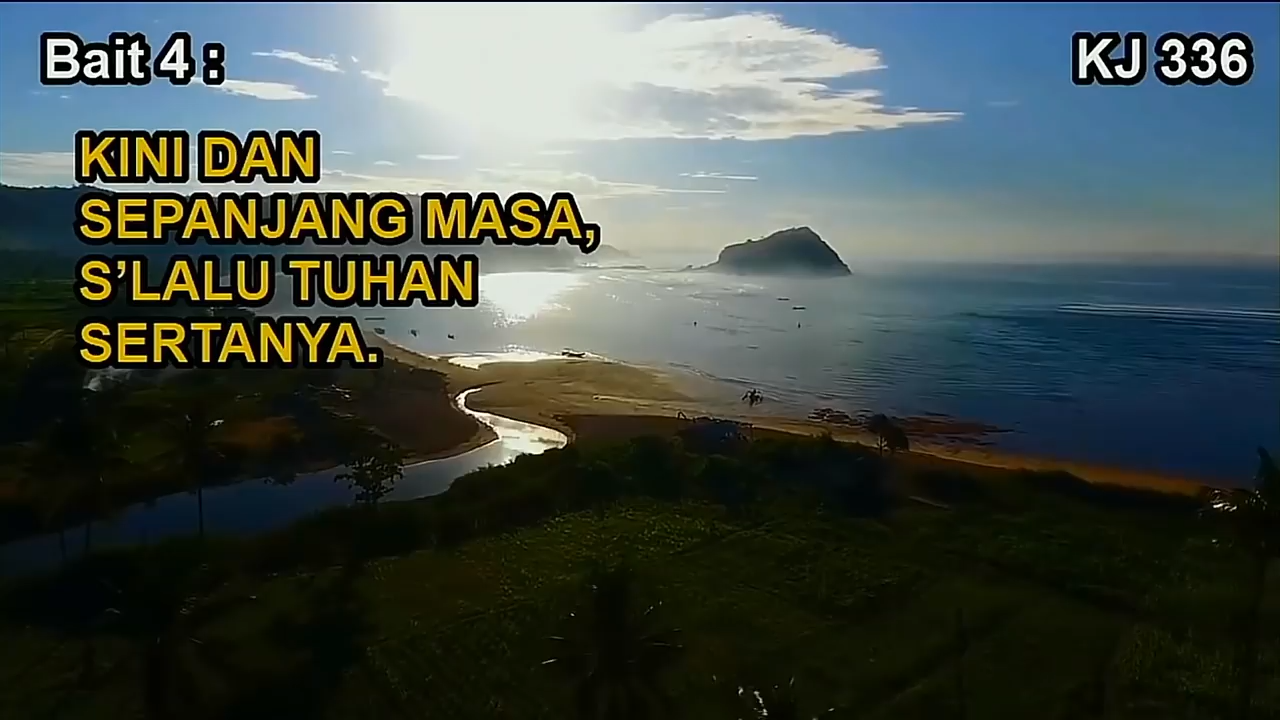 Bait 4 :
KJ 336
KINI DAN
SEPANJANG MASA,
S’LALU TUHAN
SERTANYA.